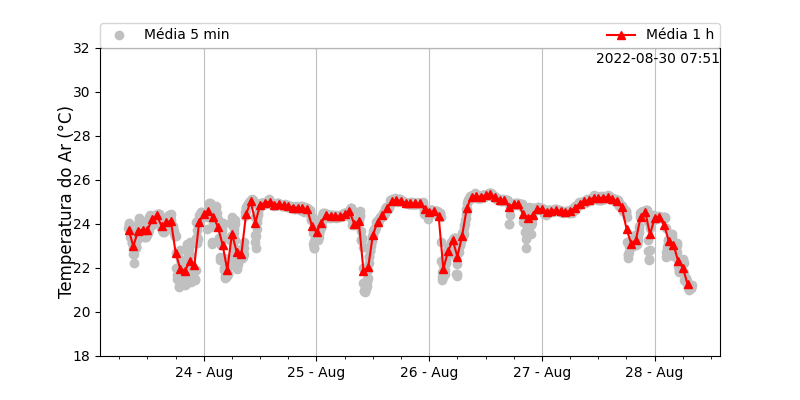 Média 5 min
Média 1 h
2022-08-30 07:51
Temperatura do Ar (°C)
32
30
28
26
24
22
20
18
24 - Aug
25 - Aug
26 - Aug
27 - Aug
28 - Aug